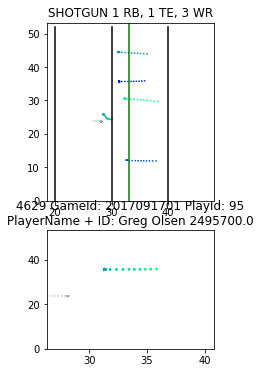 SHOTGUN 1 RB, 1 TE, 3 WR
50
40
30
20
10
0
20 30 40
4629 GameId: 2017091701 PlayId: 95
PlayerName + ID: Greg Olsen 2495700.0
40
20
0
30 35 40